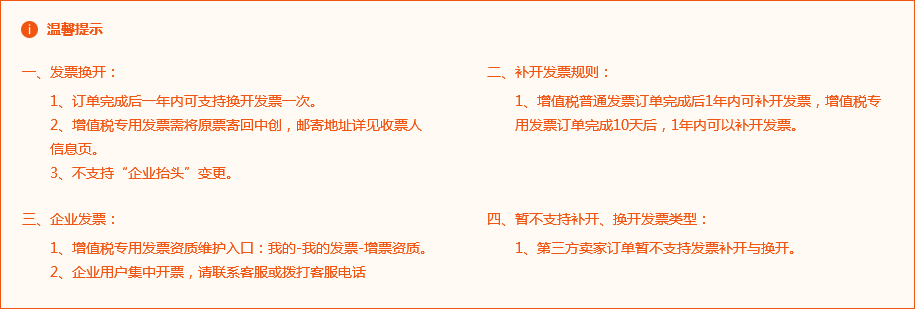 温馨提示
一、发票换开：
1、订单完成后一年内可支持换开发票一次。
2、增值税专用发票需将原票寄回中创，邮寄地址详见收票人
信息页。
3、不支持“企业抬头”变更。
二、补开发票规则：
1、增值税普通发票订单完成后1年内可补开发票，增值税专
用发票订单完成10天后，1年内可以补开发票。
三、企业发票：
1、增值税专用发票资质维护入口：我的-我的发票-增票资质。
2、企业用户集中开票，请联系客服或拨打客服电话
四、暂不支持补开、换开发票类型：
1、第三方卖家订单暂不支持发票补开与换开。